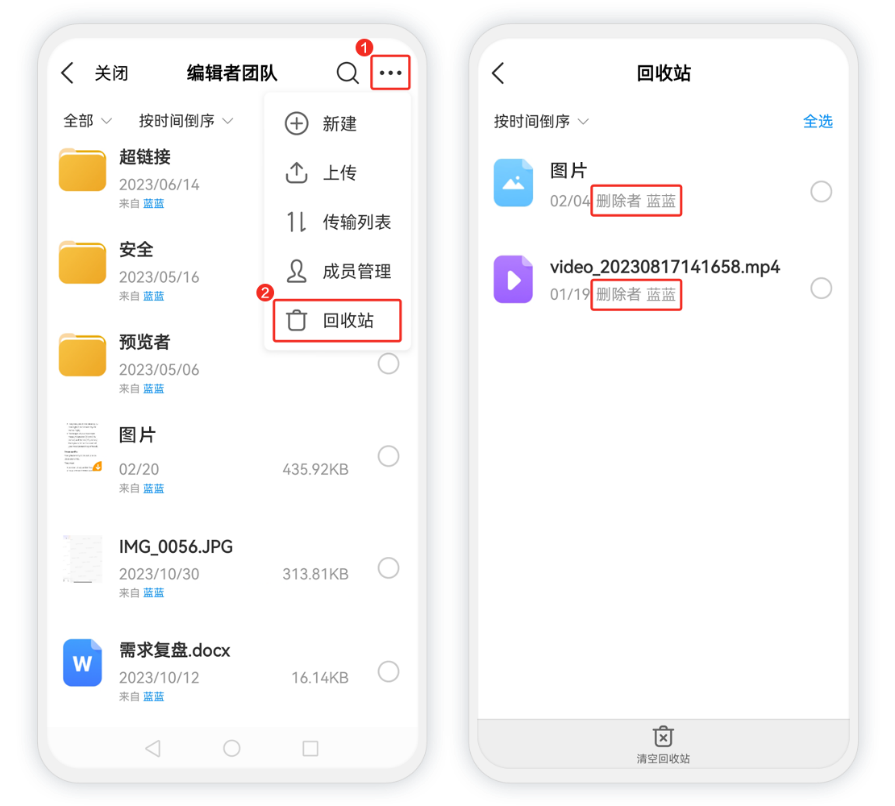 1
关闭
编辑者团队
全部
按时间倒序
新建
上传
传输列表
成员管理
2
回收站
超链接
2023/06/14
来自 蓝蓝
安全
2023/05/16
来自 蓝蓝
预览者
2023/05/06
来自 蓝蓝
图片
02/20
435.92KB
来自 蓝蓝
IMG_0056.JPG
2023/10/30
313.81KB
来自 蓝蓝
W
需求复盘.docx
2023/10/12
16.14KB
来自 蓝蓝
回收站
按时间倒序
全选
图片
02/04 删除者 蓝蓝
video_20230817141658.mp4
01/19 删除者 蓝蓝
清空回收站